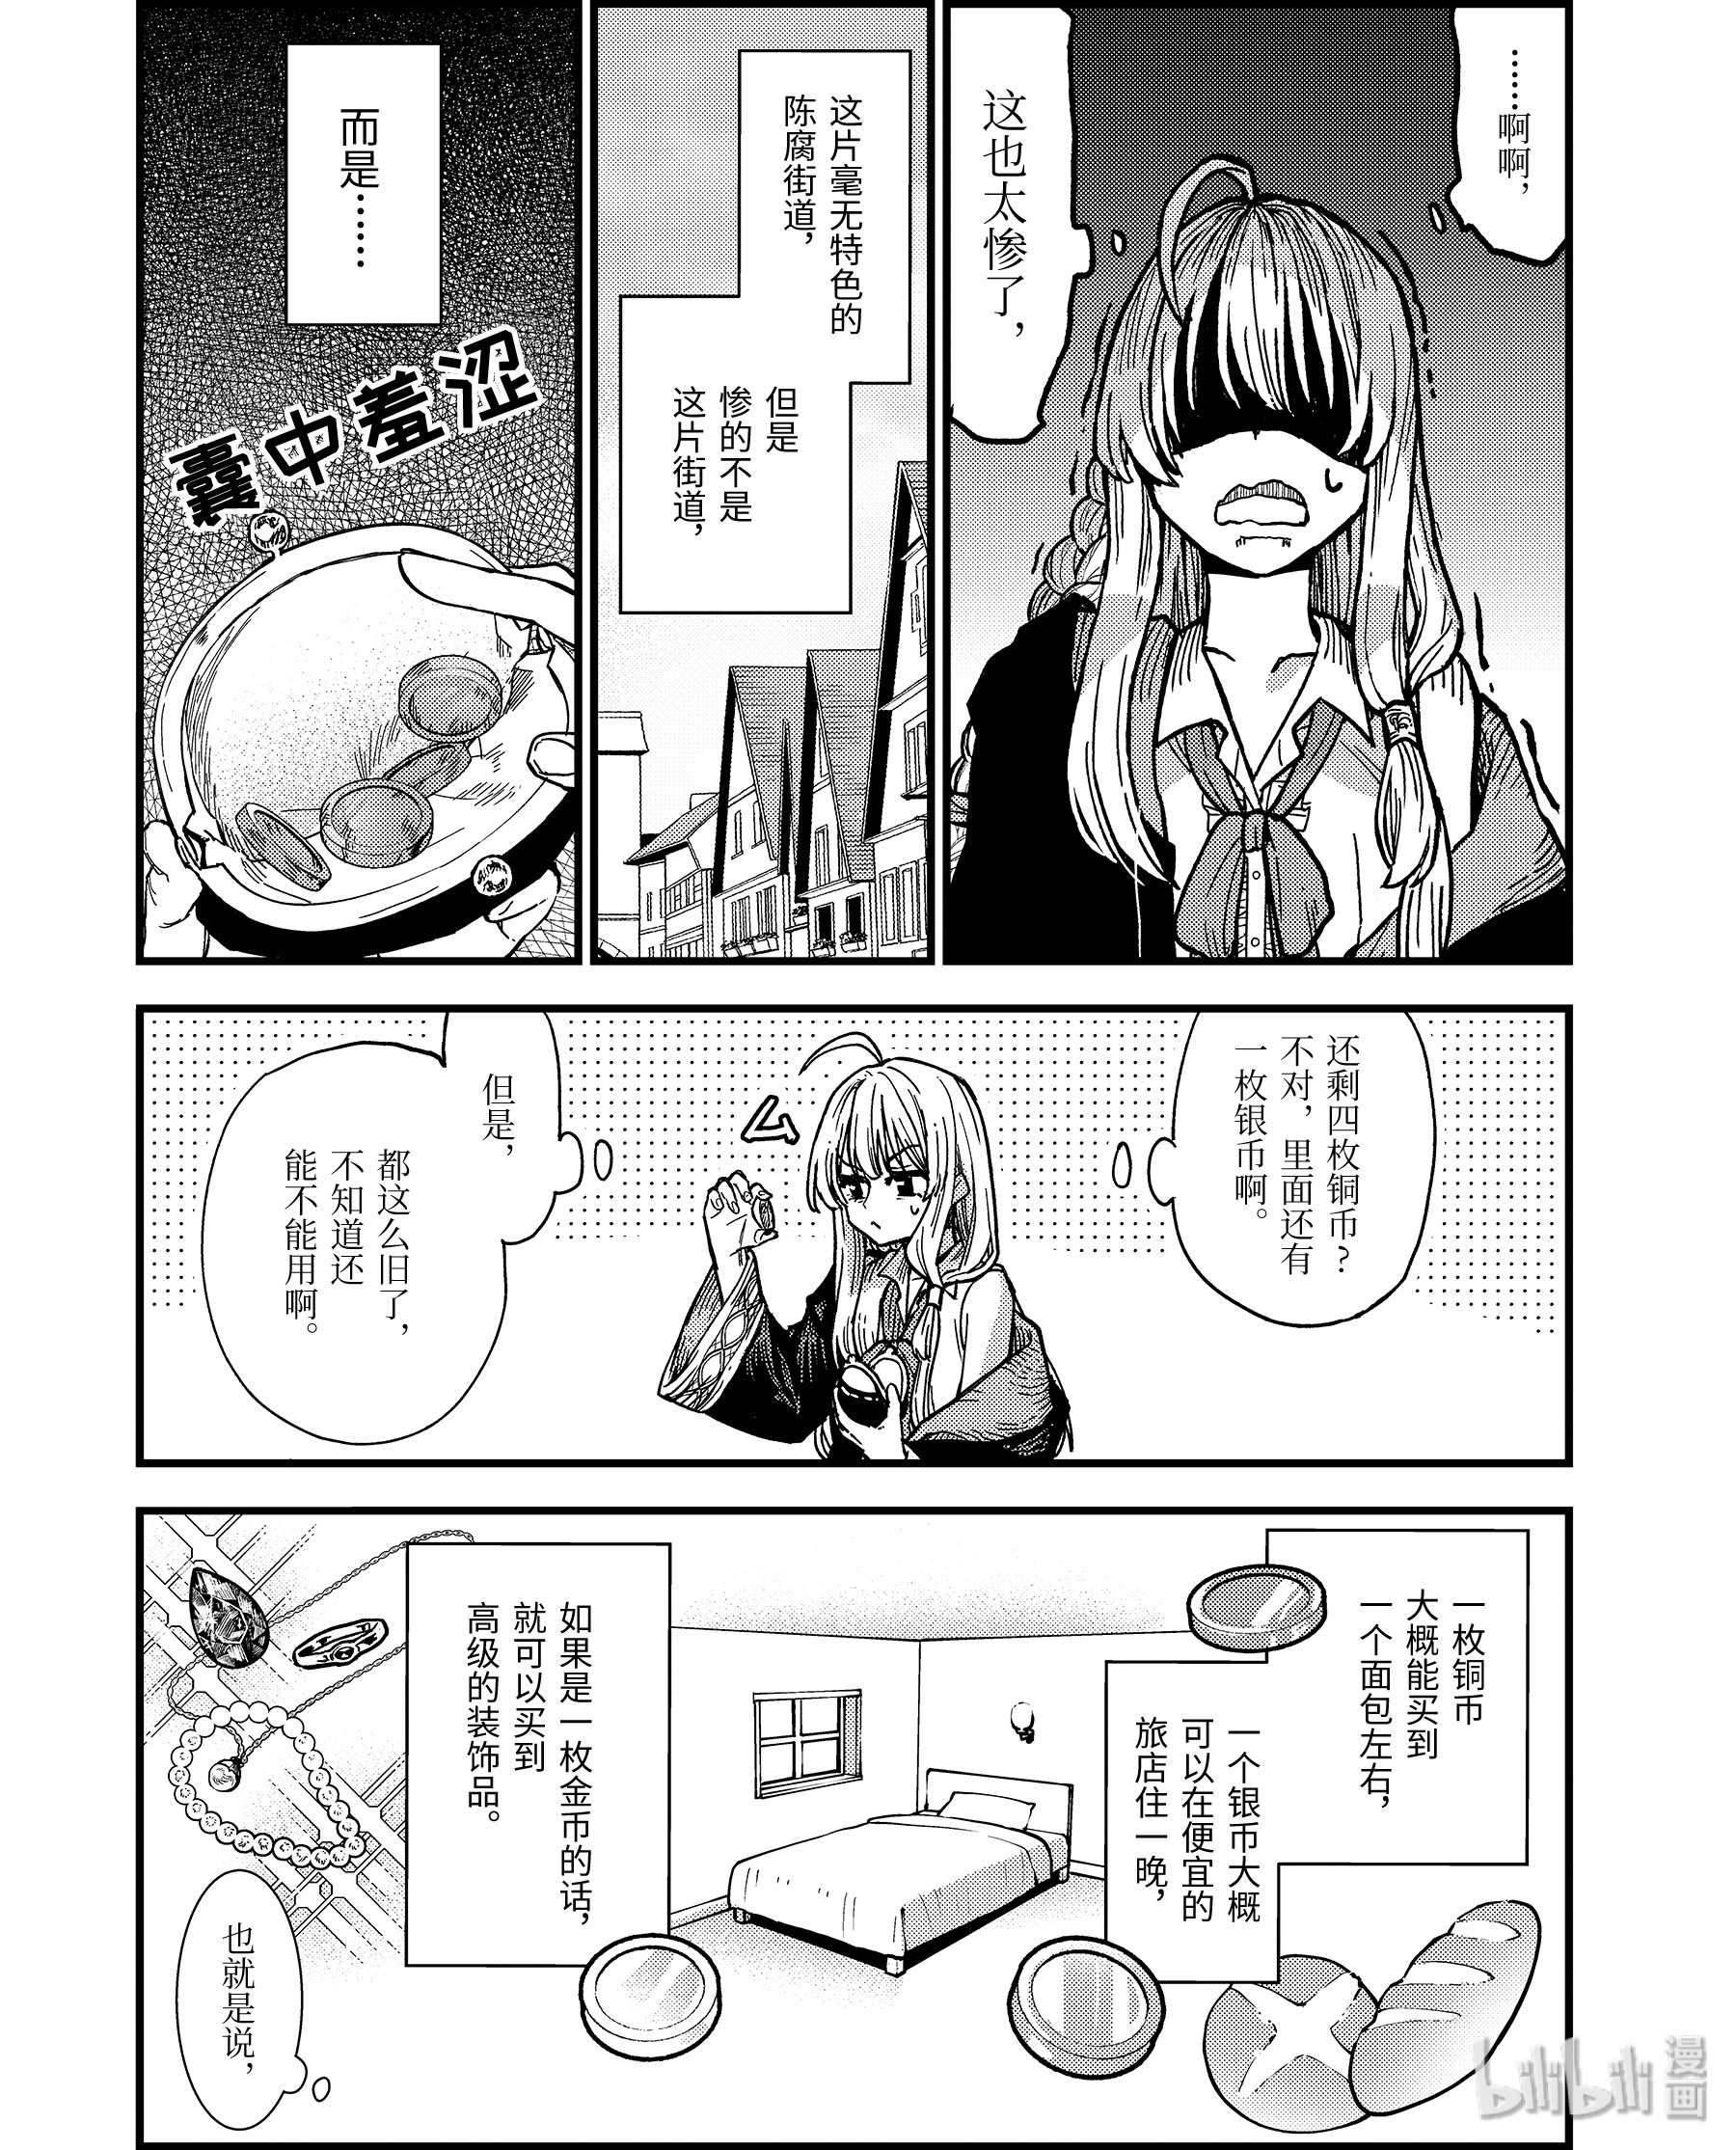 ……啊啊，
这也太惨了，
这片毫无特色的
陈腐街道，
但是
惨的不是
这片街道，
而是……
囊中羞涩
还剩四枚铜币？
不对，里面还有
一枚银币啊。
ム
但是，
都这么旧了，
不知道还
能不能用啊。
一枚铜币
大概能买到
一个面包左右，
一个银币大概
可以在便宜的
旅店住一晚，
如果是一枚金币的话，
就可以买到
高级的装饰品。
也就是说，
bilibili
漫画